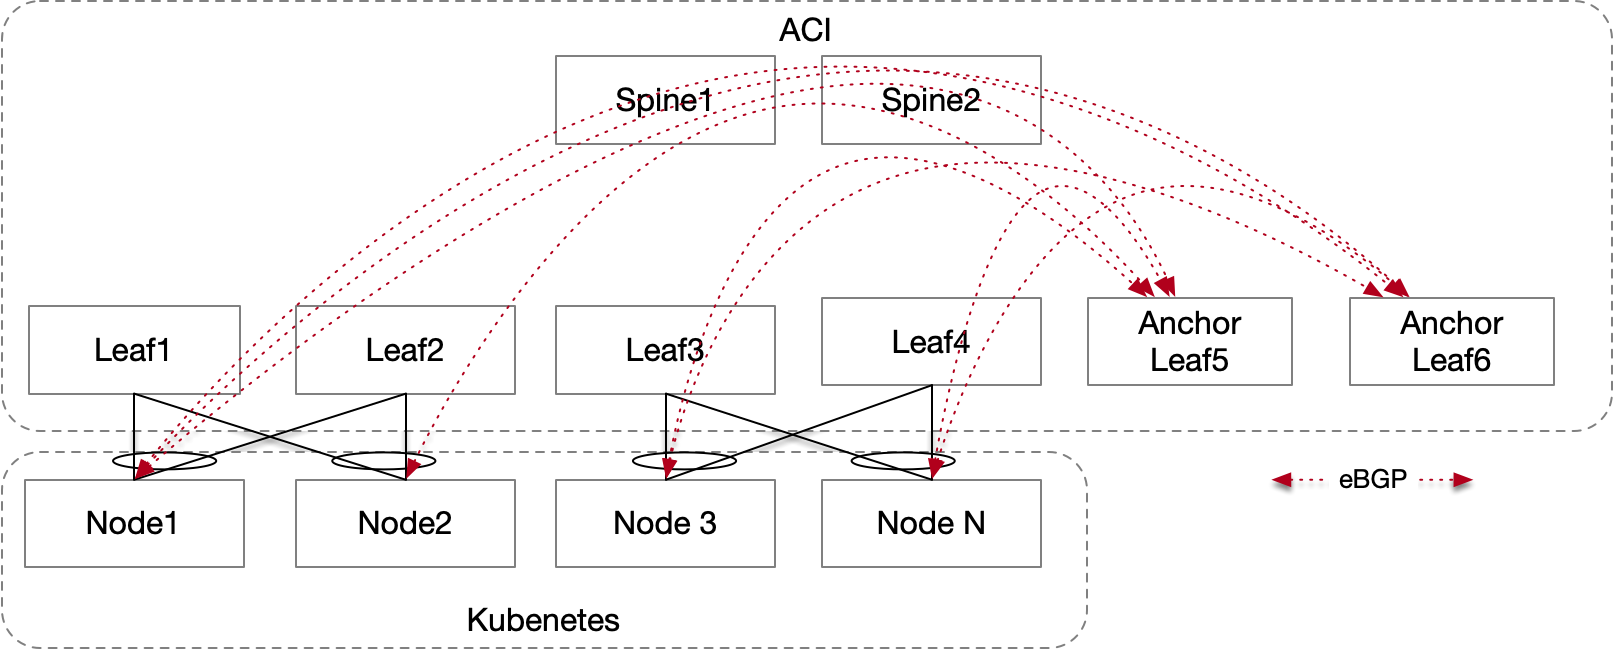 ACI
Spine1
Spine2
Leaf1
Leaf2
Leaf3
Leaf4
Anchor
Leaf5
Anchor
Leaf6
eBGP
Node1
Node2
Node 3
Node N
Kubenetes